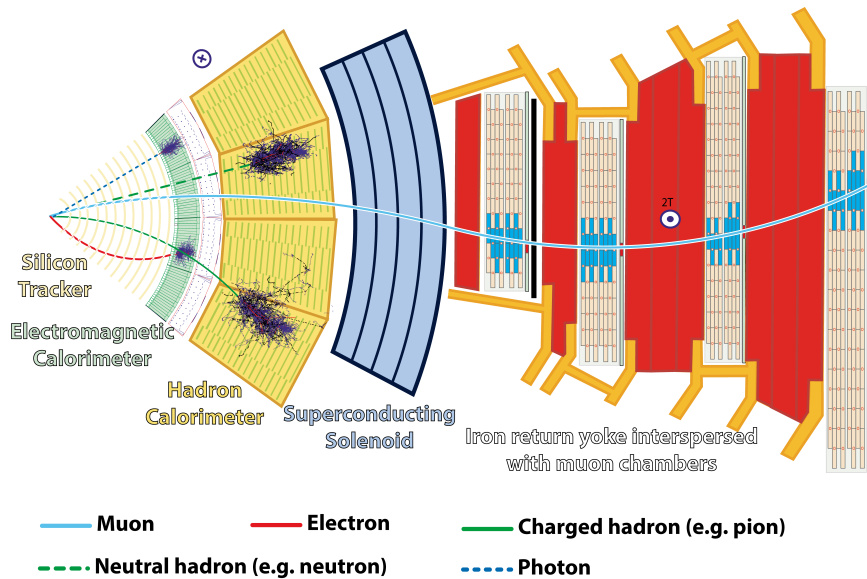 2T
Silicon
Tracker
Electromagnetic
Calorimeter
Hadron
Calorimeter
Superconducting
Solenoid
Iron return yoke interspersed
with muon chambers
Muon
Electron
Charged hadron (e.g. pion)
Neutral hadron (e.g. neutron)
Photon